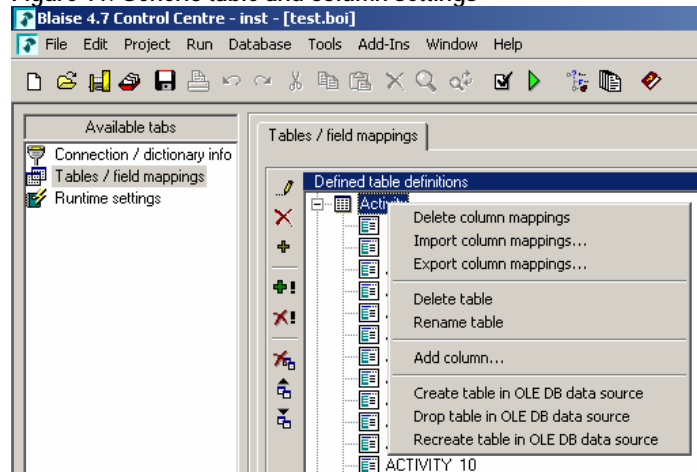 Blaise 4.7 Control Centre - inst - [test.boi]
File Edit Project Run Database Tools Add-Ins Window Help
Available tabs
Connection / dictionary info
Tables / field mappings
Runtime settings
Tables / field mappings
Defined table definitions
Activity
Delete column mappings
Import column mappings...
Export column mappings...
Delete table
Rename table
Add column...
Create table in OLE DB data source
Drop table in OLE DB data source
Recreate table in OLE DB data source
ACTIVITY_10